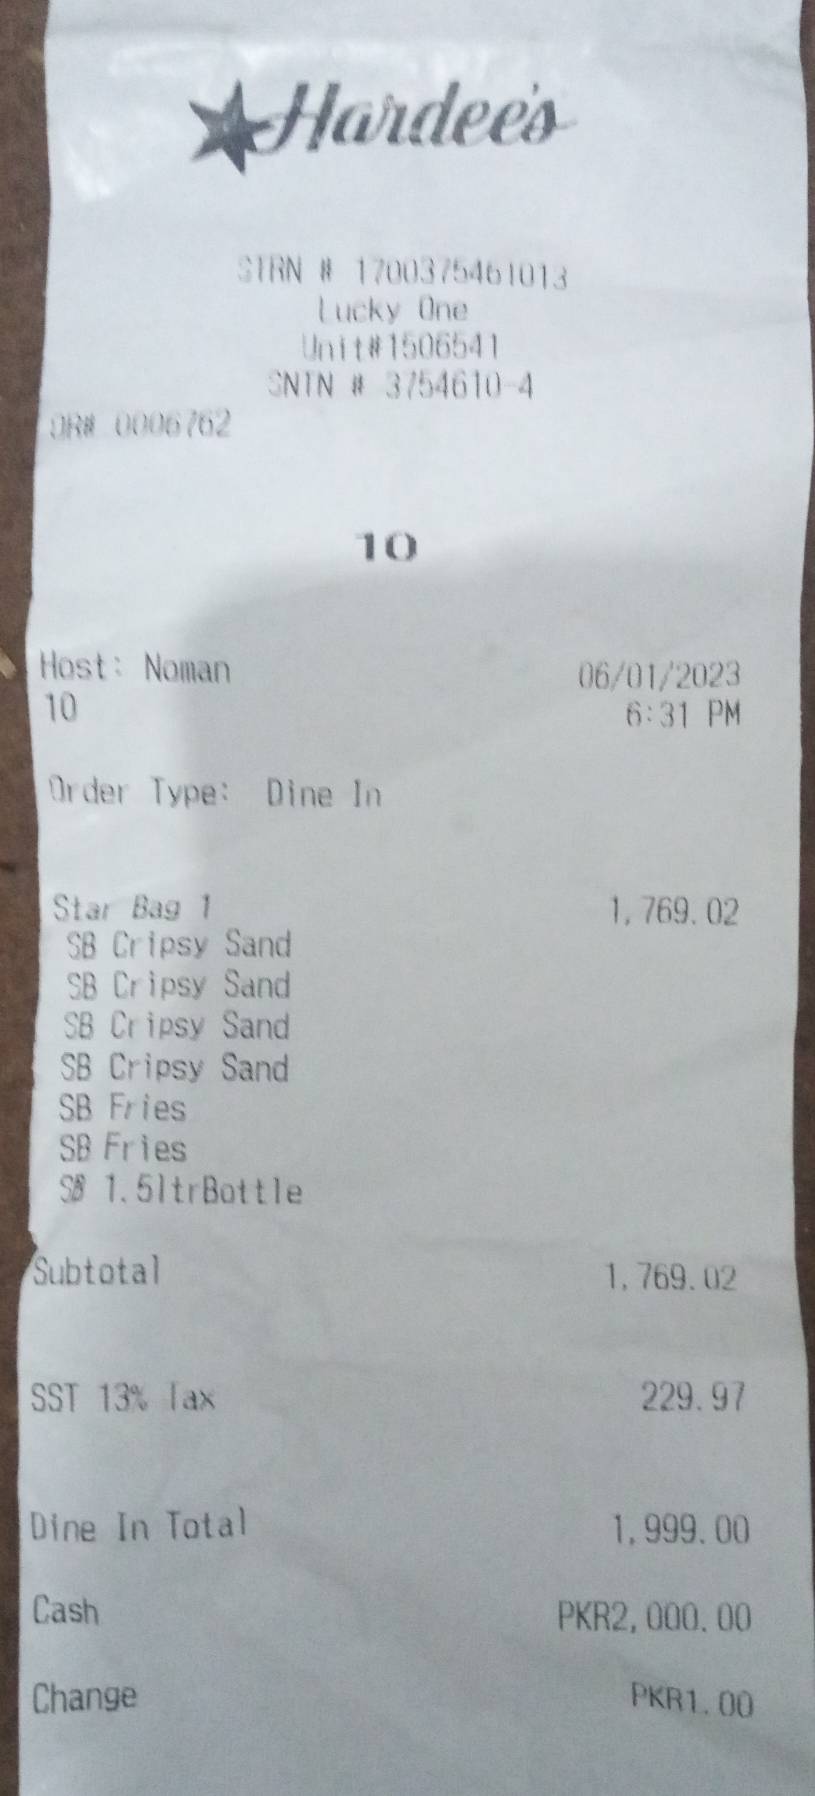 Hardee's
STRN # 1700375461013
Lucky One
Unit#1506541
SNTN # 3754610-4
OR# 0006762
10
Host: Noman 06/01/2023
10 6:31 PM
Order Type: Dine In
Star Bag 1 1,769.02
SB Cripsy Sand
SB Cripsy Sand
SB Cripsy Sand
SB Cripsy Sand
SB Fries
SB Fries
SB 1.5ltrBottle
Subtotal 1,769.02
SST 13% Tax 229.97
Dine In Total 1,999.00
Cash PKR2,000.00
Change PKR1.00